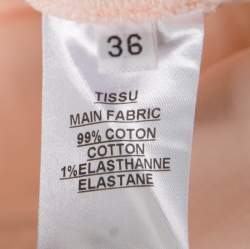 36
TISSU
MAIN FABRIC
99% COTON
COTTON
1%ELASTHANNE
ELASTANE